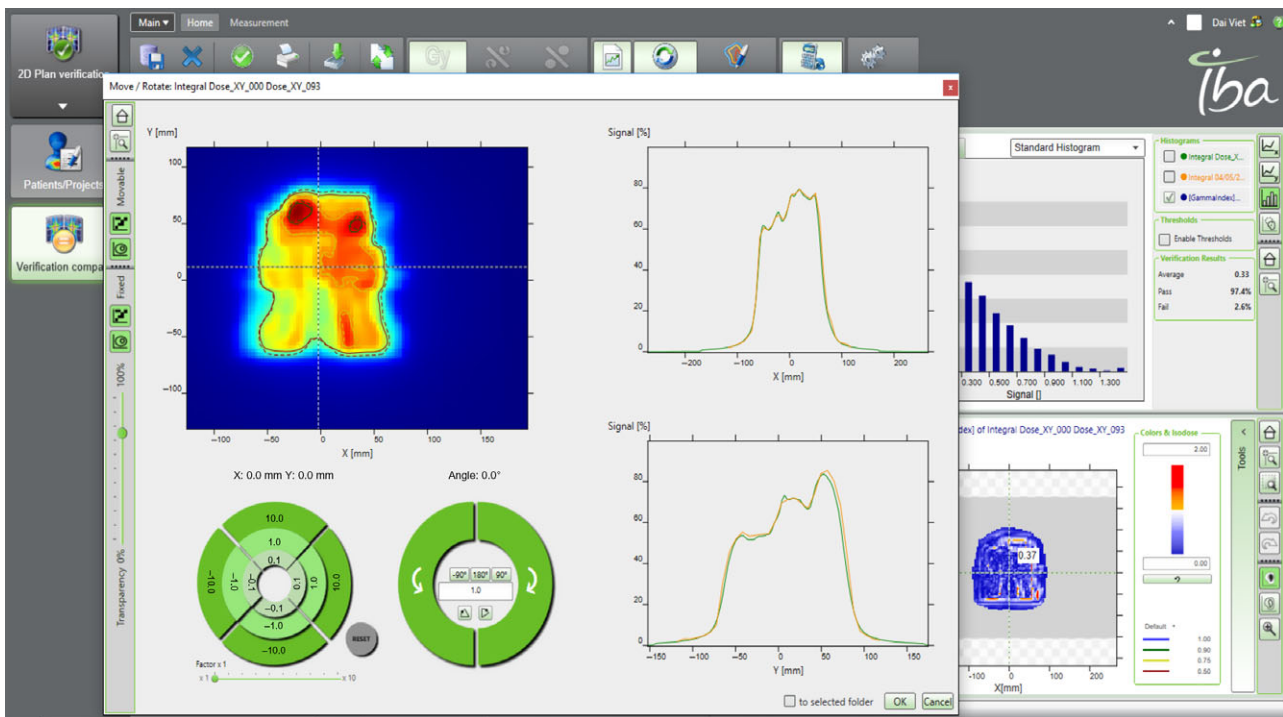 Main Home Measurement
Dai Viet
iba
2D Plan verification
Patients/Projects
Verification compa
Move / Rotate: Integral Dose_XY_000 Dose_XY_093
x
Movable
Fixed
100%
Transparency 0%
Y [mm]
100
50
0
−50
−100
−100 −50 0 50 100 150
X [mm]
X: 0.0 mm Y: 0.0 mm
Angle: 0.0°
10.0
1.0
0.1
−10.0 −1.0 −0.1 0.1 1.0 10.0
−0.1
−1.0
−10.0
RESET
Factor x 1
x 1 x 10
-90° 180° 90°
1.0
Signal [%]
80
60
40
20
0
−200 −100 0 100 200
X [mm]
Signal [%]
80
60
40
20
0
−150 −100 −50 0 50 100 150
Y [mm]
to selected folder OK Cancel
Gy
Standard Histogram
0.300 0.500 0.700 0.900 1.100 1.300
Signal []
Histograms
Integral Dose_X...
Integral 04/05/2...
[GammaIndex]...
Thresholds
Enable Thresholds
Verification Results
Average 0.33
Pass 97.4%
Fail 2.6%
dex] of Integral Dose_XY_000 Dose_XY_093
0.37
-100 0 100 200
X[mm]
Colors & Isodose
2.00
0.00
Default
1.00
0.90
0.75
0.50
Tools